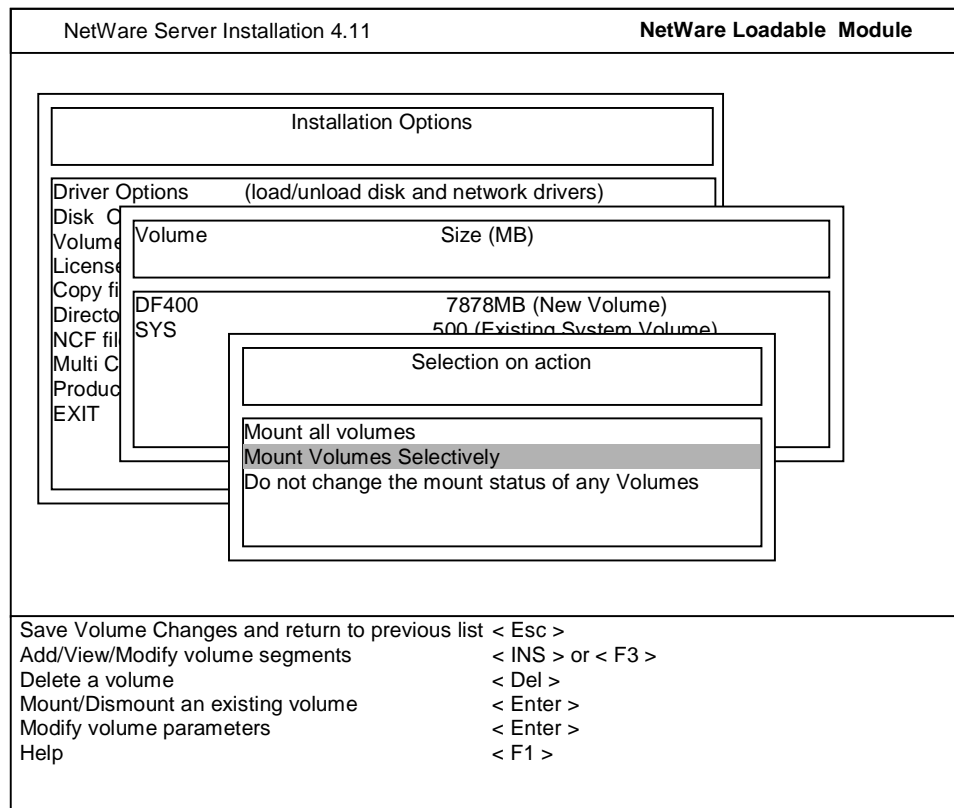 NetWare Server Installation 4.11 NetWare Loadable Module
Installation Options
Driver Options (load/unload disk and network drivers)
Disk
Volume
License
Copy
NCF
Multi
EXIT
Volume Size (MB)
DF400 7878MB (New Volume)
SYS 500 (Existing System Volume)
Selection on action
Mount all volumes
Mount Volumes Selectively
Do not change the mount status of any Volumes
Save Volume Changes and return to previous list < Esc >
Add/View/Modify volume segments < INS > or < F3 >
Delete a volume < Del >
Mount/Dismount an existing volume < Enter >
Modify volume parameters < Enter >
Help < F1 >